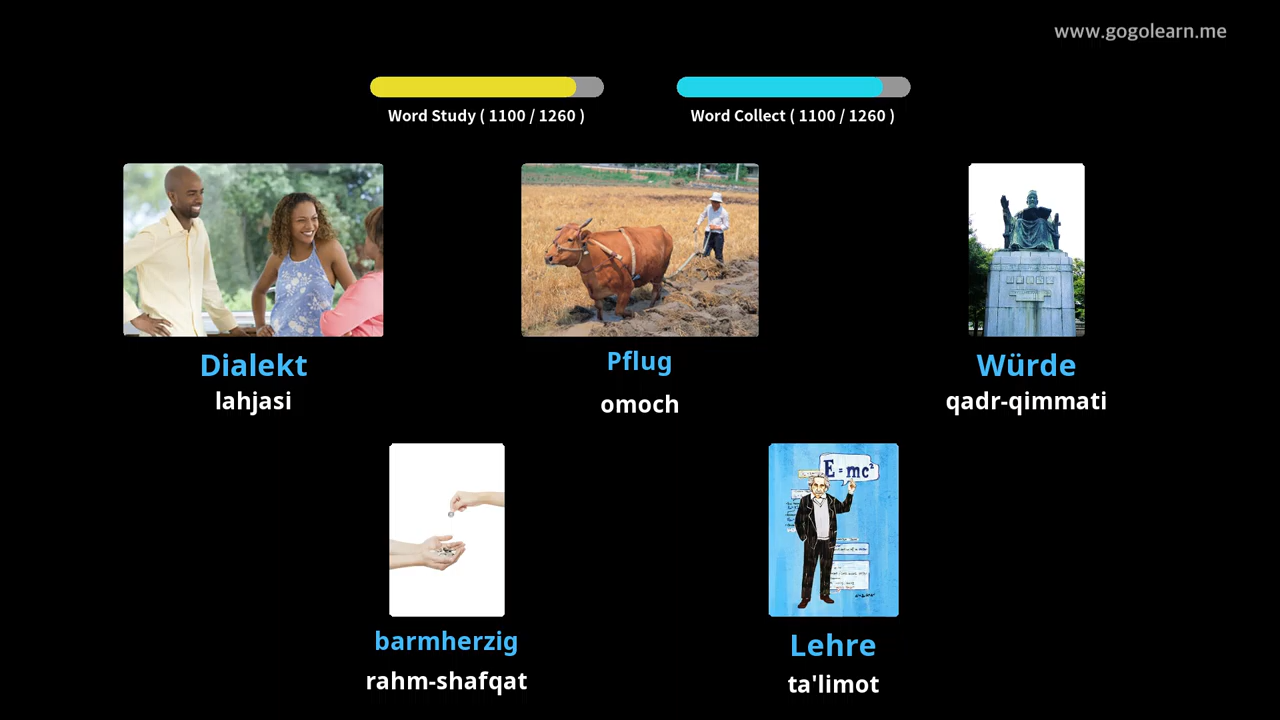 www.gogolearn.me
Word Study ( 1100 / 1260 )
Word Collect ( 1100 / 1260 )
Dialekt
lahjasi
Pflug
omoch
Würde
qadr-qimmati
E=mc²
barmherzig
rahm-shafqat
Lehre
ta'limot